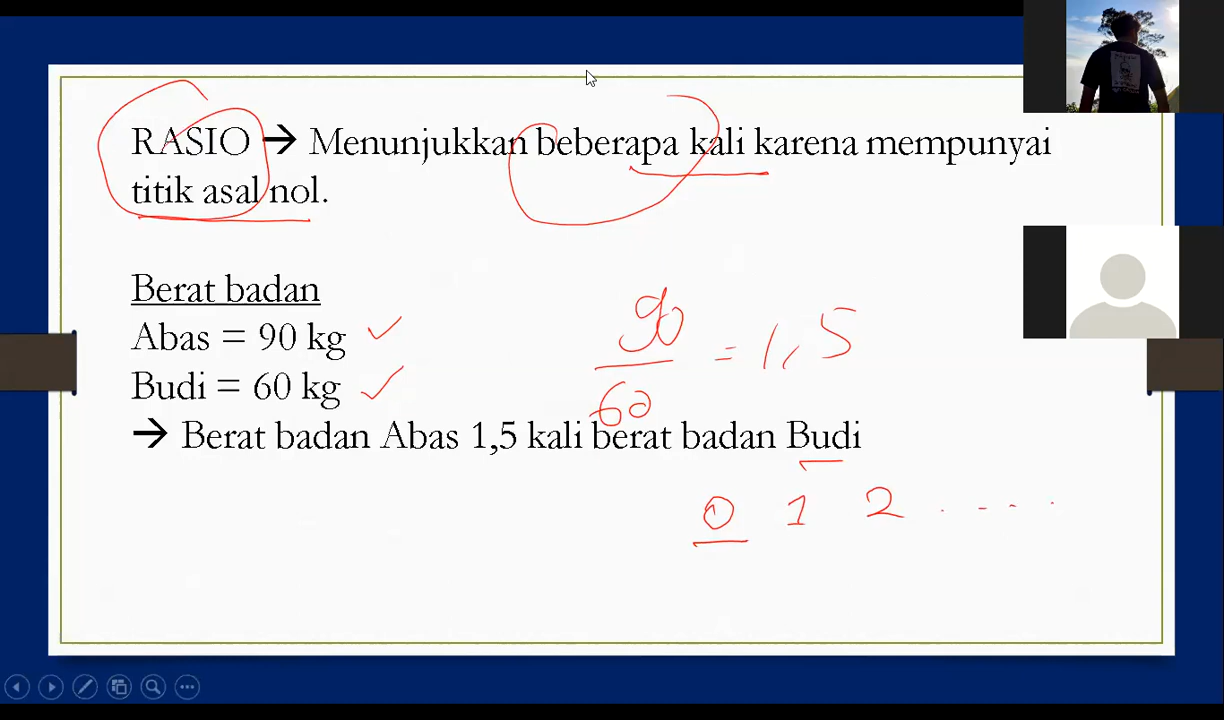 RASIO → Menunjukkan beberapa kali karena mempunyai
titik asal nol.
Berat badan
Abas = 90 kg
Budi = 60 kg
90
60
= 1,5
→ Berat badan Abas 1,5 kali berat badan Budi
0 1 2 .....